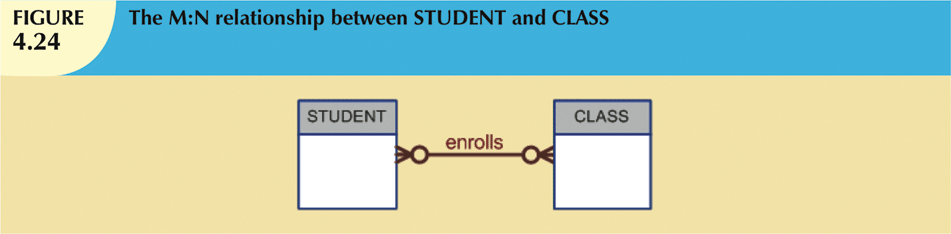 FIGURE
4.24
The M:N relationship between STUDENT and CLASS
STUDENT
enrolls
CLASS